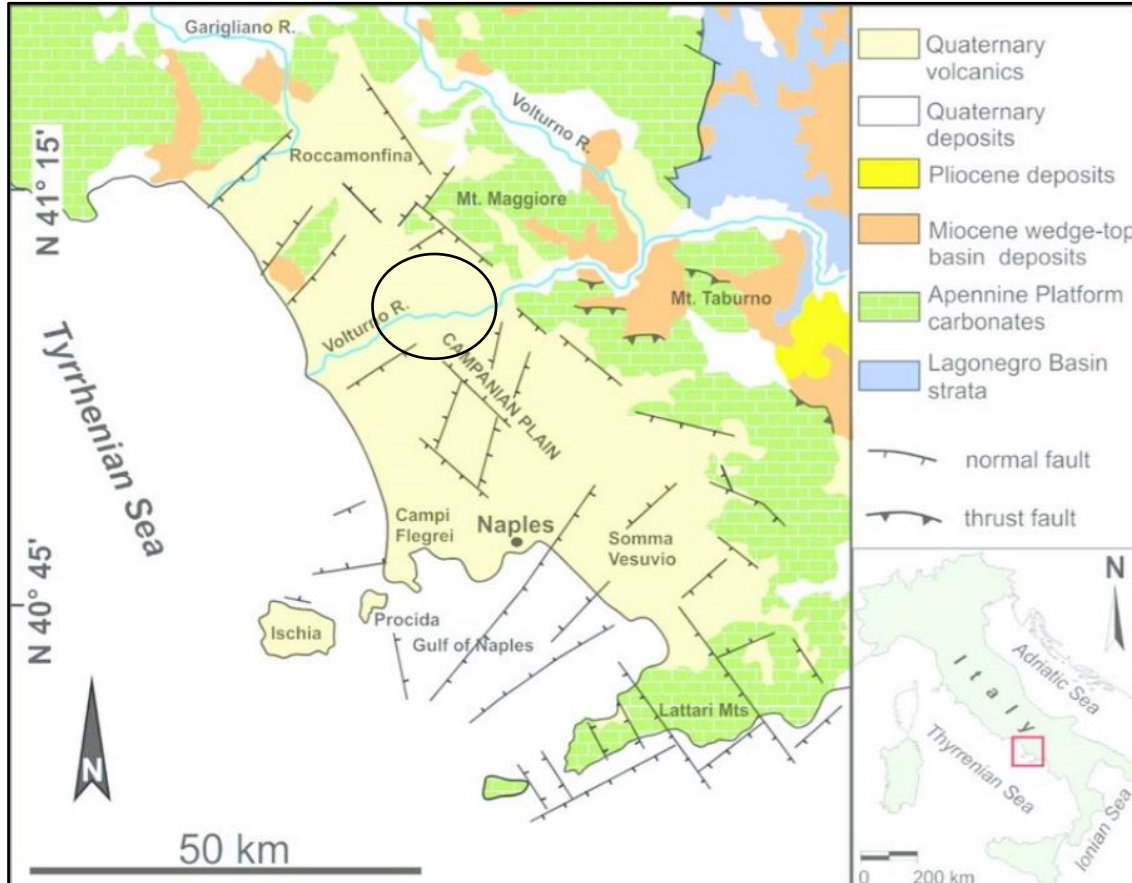 Garigliano R.
Volturno R.
Roccamonfina
Mt. Maggiore
Mt. Taburno
Volturno R.
CAMPANIAN PLAIN
Tyrrhenian Sea
Campi
Flegrei
Naples
Somma
Vesuvio
Procida
Ischia
Gulf of Naples
Lattari Mts
N 41° 15'
N 40° 45'
N
50 km
Quaternary
volcanics
Quaternary
deposits
Pliocene deposits
Miocene wedge-top
basin deposits
Apennine Platform
carbonates
Lagonegro Basin
strata
normal fault
thrust fault
N
Adriatic Sea
Italy
Thyrrenian Sea
Ionian Sea
0 200 km